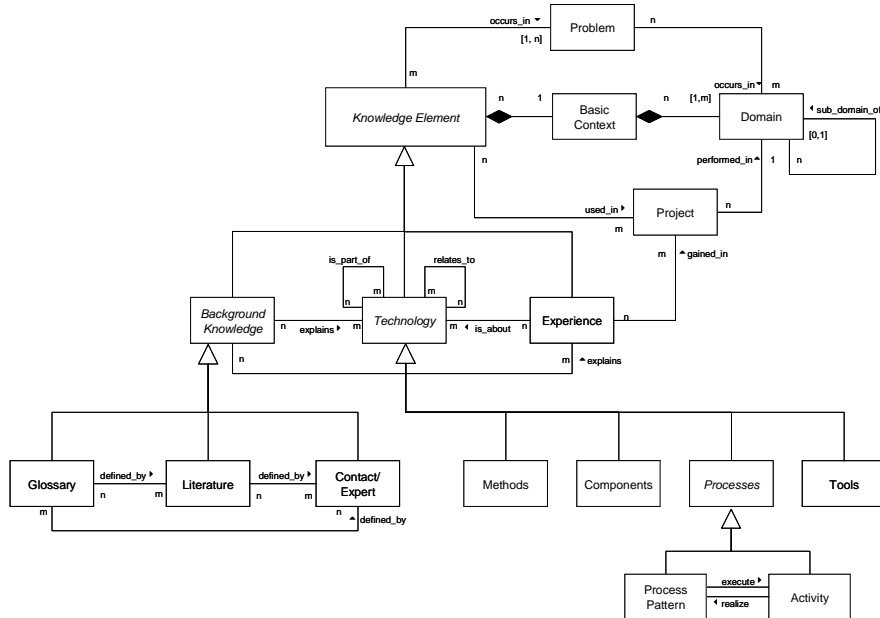 occurs_in
Problem
n
[1, n]
m
occurs_in
m
Knowledge Element
n
1
Basic
Context
n
[1,m]
Domain
sub_domain_of
[0,1]
n
performed_in
1
n
used_in
m
Project
n
m
gained_in
is_part_of
m
n
relates_to
m
n
Background
Knowledge
n
explains
m
Technology
m
is_about
n
Experience
n
n
m
explains
Glossary
defined_by
n
m
Literature
defined_by
n
m
Contact/
Expert
m
n
defined_by
Methods
Components
Processes
Tools
Process
Pattern
execute
realize
Activity